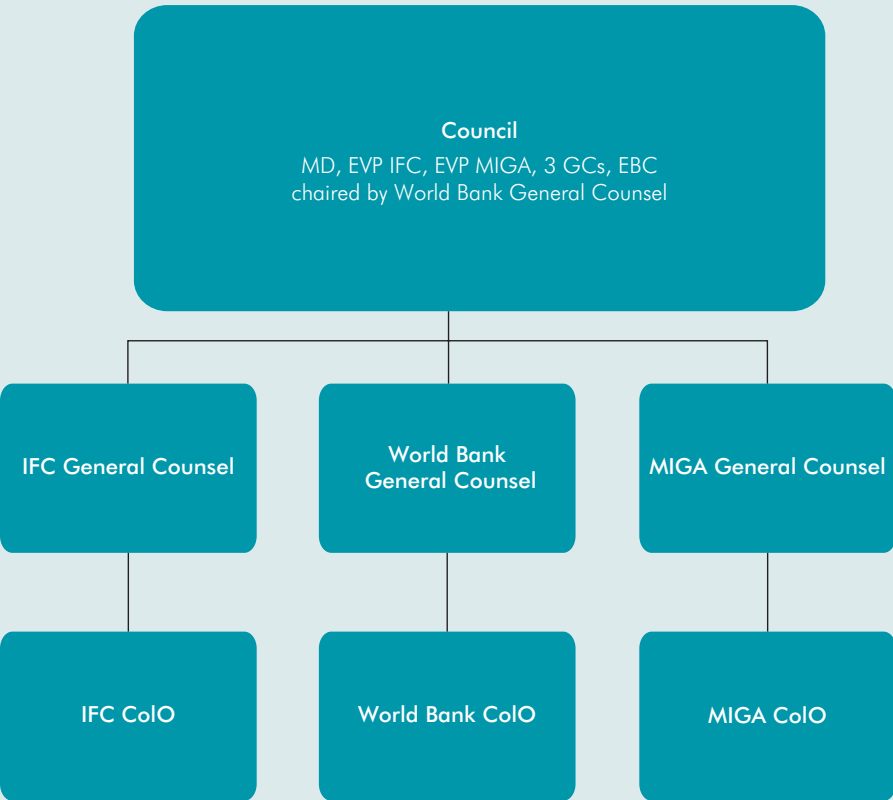 Council
MD, EVP IFC, EVP MIGA, 3 GCs, EBC
chaired by World Bank General Counsel
IFC General Counsel
World Bank
General Counsel
MIGA General Counsel
IFC CoIO
World Bank CoIO
MIGA CoIO